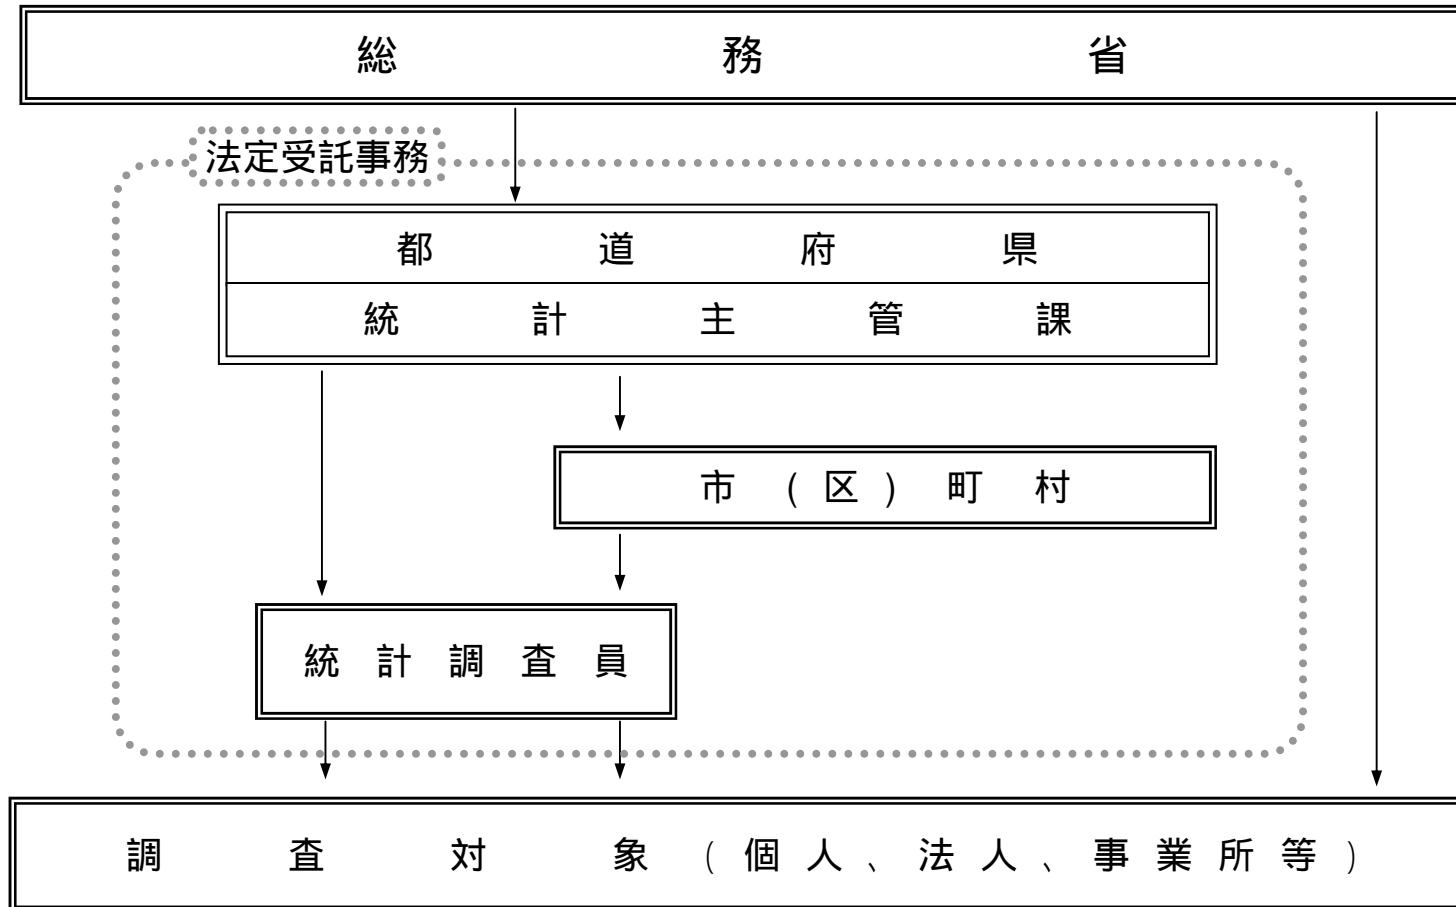 総務省
法定受託事務
都道府県
統計主管課
市(区)町村
統計調査員
調査対象(個人、法人、事業所等)